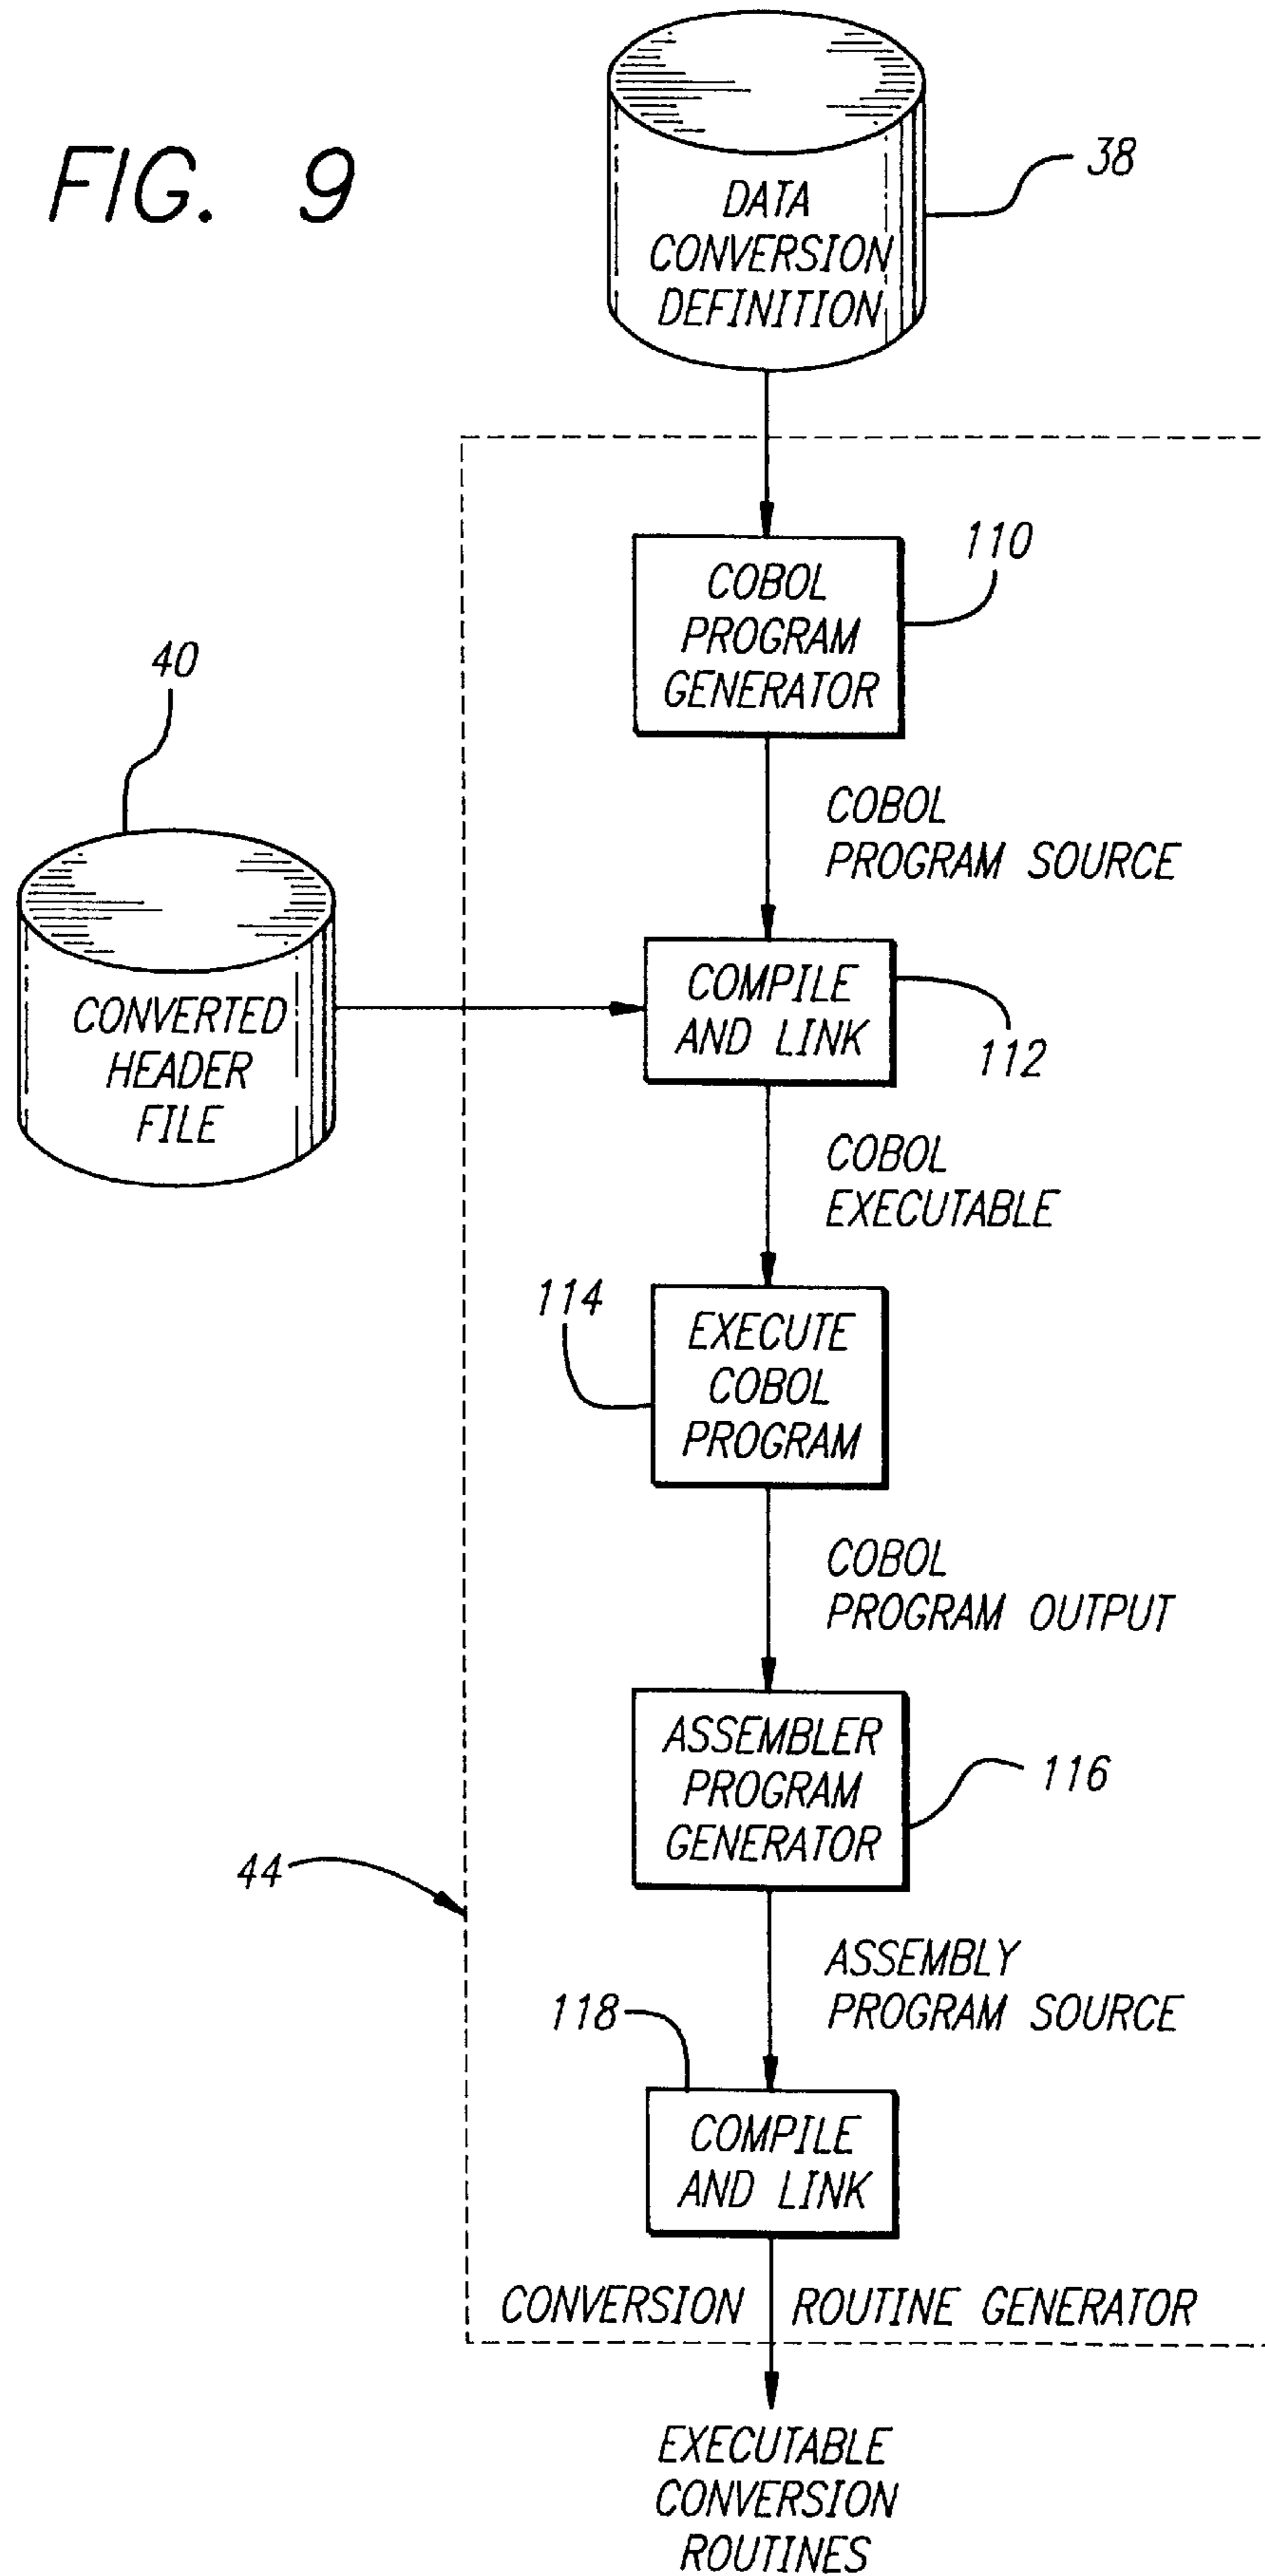 FIG. 9
DATA
CONVERSION
DEFINITION
38
COBOL
PROGRAM
GENERATOR
110
COBOL
PROGRAM SOURCE
40
CONVERTED
HEADER
FILE
COMPILE
AND LINK
112
COBOL
EXECUTABLE
114
EXECUTE
COBOL
PROGRAM
COBOL
PROGRAM OUTPUT
ASSEMBLER
PROGRAM
GENERATOR
116
44
ASSEMBLY
PROGRAM SOURCE
118
COMPILE
AND LINK
CONVERSION ROUTINE GENERATOR
EXECUTABLE
CONVERSION
ROUTINES